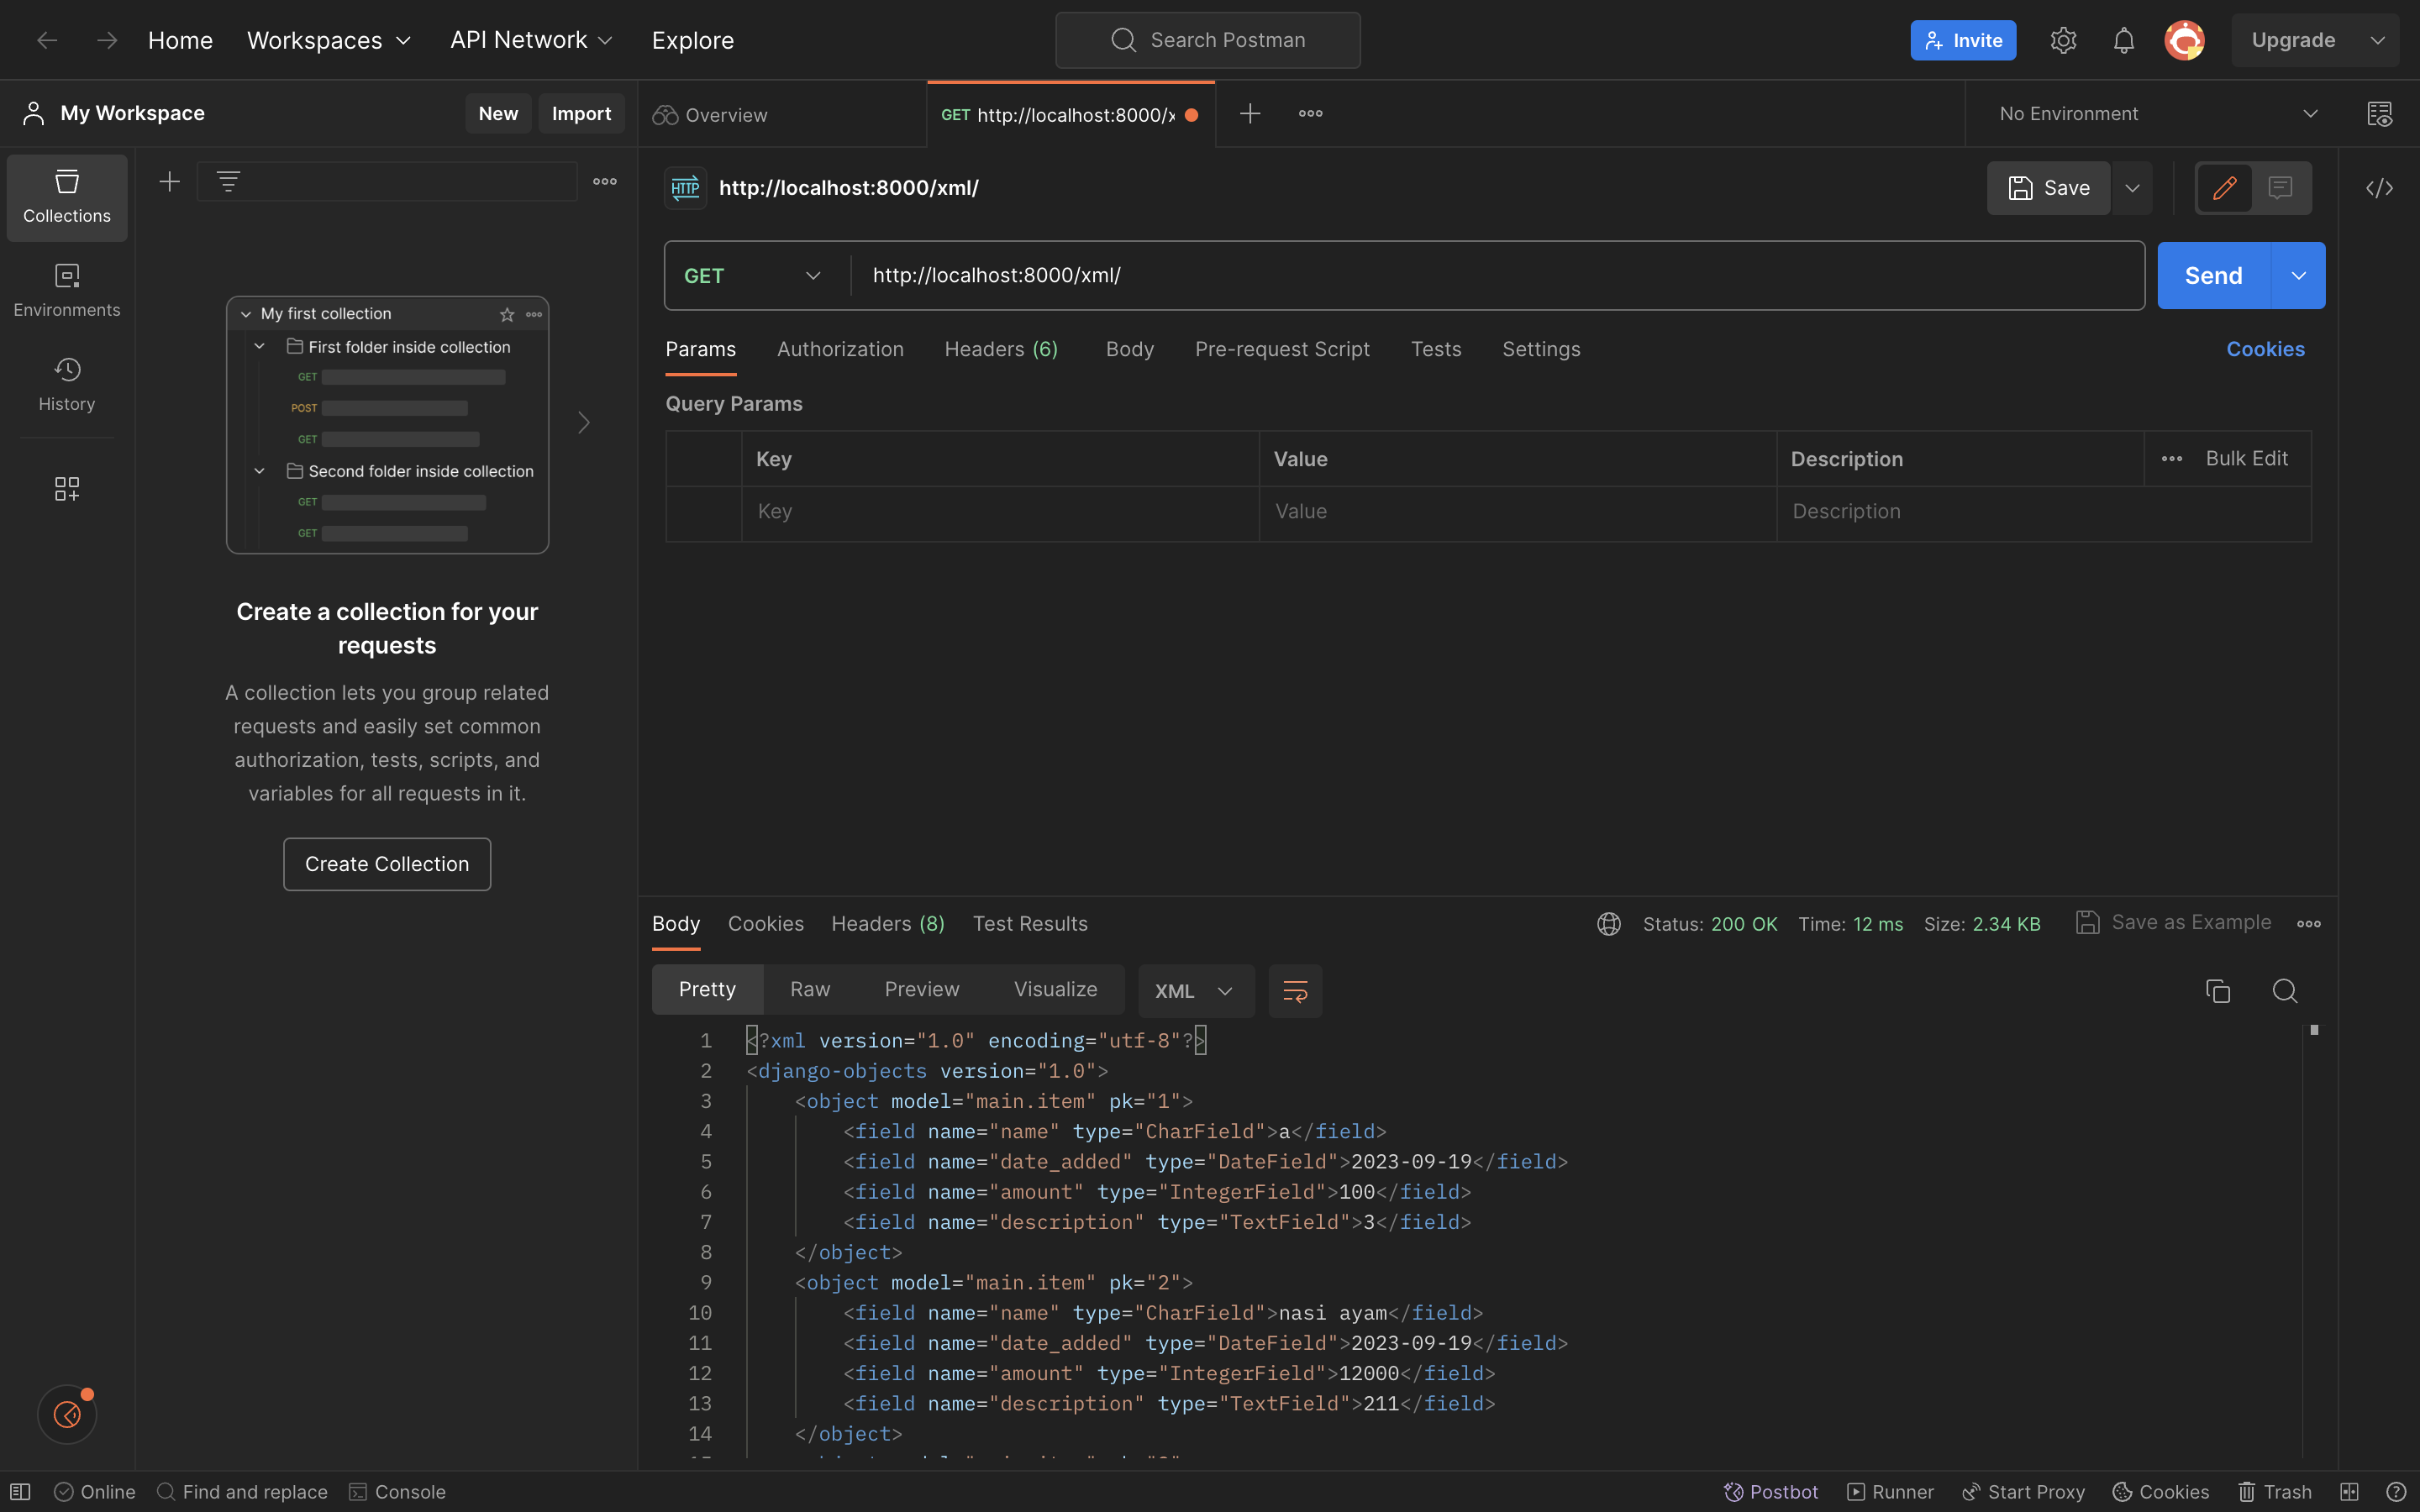 Home Workspaces API Network Explore Search Postman Invite Upgrade
My Workspace New Import Overview GET http://localhost:8000/x No Environment
Collections
Environments
History
My first collection
First folder inside collection
GET
POST
GET
Second folder inside collection
GET
GET
Create a collection for your
requests
A collection lets you group related
requests and easily set common
authorization, tests, scripts, and
variables for all requests in it.
Create Collection
HTTP http://localhost:8000/xml/ Save
GET http://localhost:8000/xml/ Send
Params Authorization Headers (6) Body Pre-request Script Tests Settings Cookies
Query Params
Key Value Description Bulk Edit
Key Value Description
Body Cookies Headers (8) Test Results Status: 200 OK Time: 12 ms Size: 2.34 KB Save as Example
Pretty Raw Preview Visualize XML
1 <?xml version="1.0" encoding="utf-8"?>
2 <django-objects version="1.0">
3 <object model="main.item" pk="1">
4 <field name="name" type="CharField">a</field>
5 <field name="date_added" type="DateField">2023-09-19</field>
6 <field name="amount" type="IntegerField">100</field>
7 <field name="description" type="TextField">3</field>
8 </object>
9 <object model="main.item" pk="2">
10 <field name="name" type="CharField">nasi ayam</field>
11 <field name="date_added" type="DateField">2023-09-19</field>
12 <field name="amount" type="IntegerField">12000</field>
13 <field name="description" type="TextField">211</field>
14 </object>
Online Find and replace Console Postbot Runner Start Proxy Cookies Trash